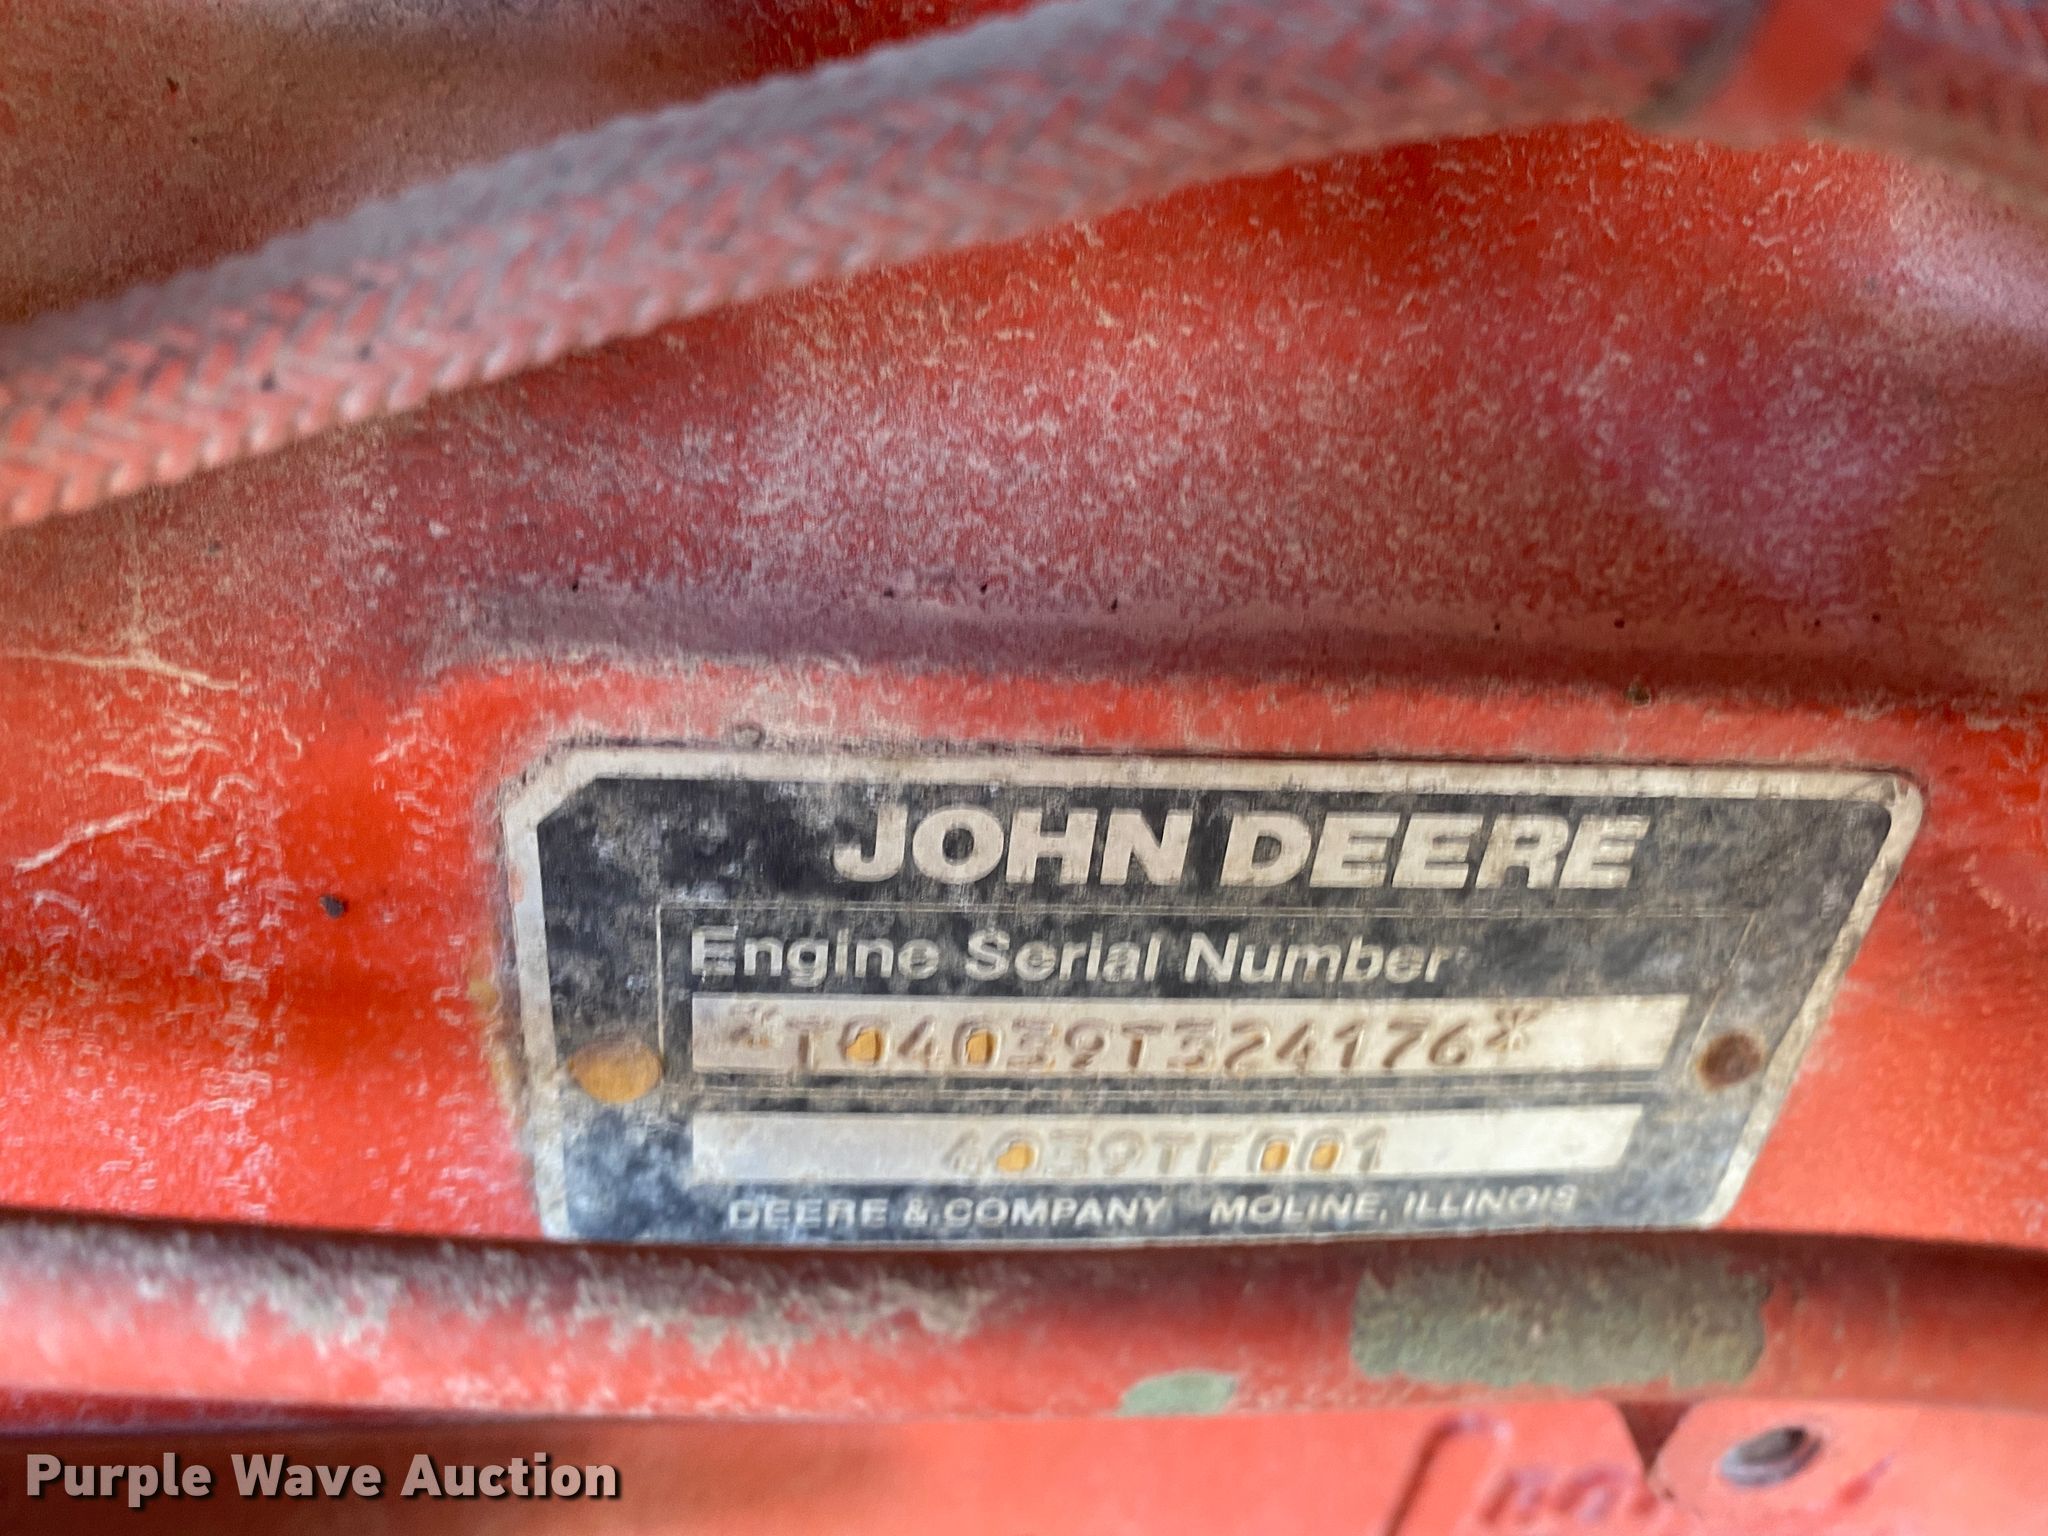 JOHN DEERE
Engine Serial Number
*T04039T324176*
4039TF001
DEERE & COMPANY MOLINE, ILLINOIS
Purple Wave Auction